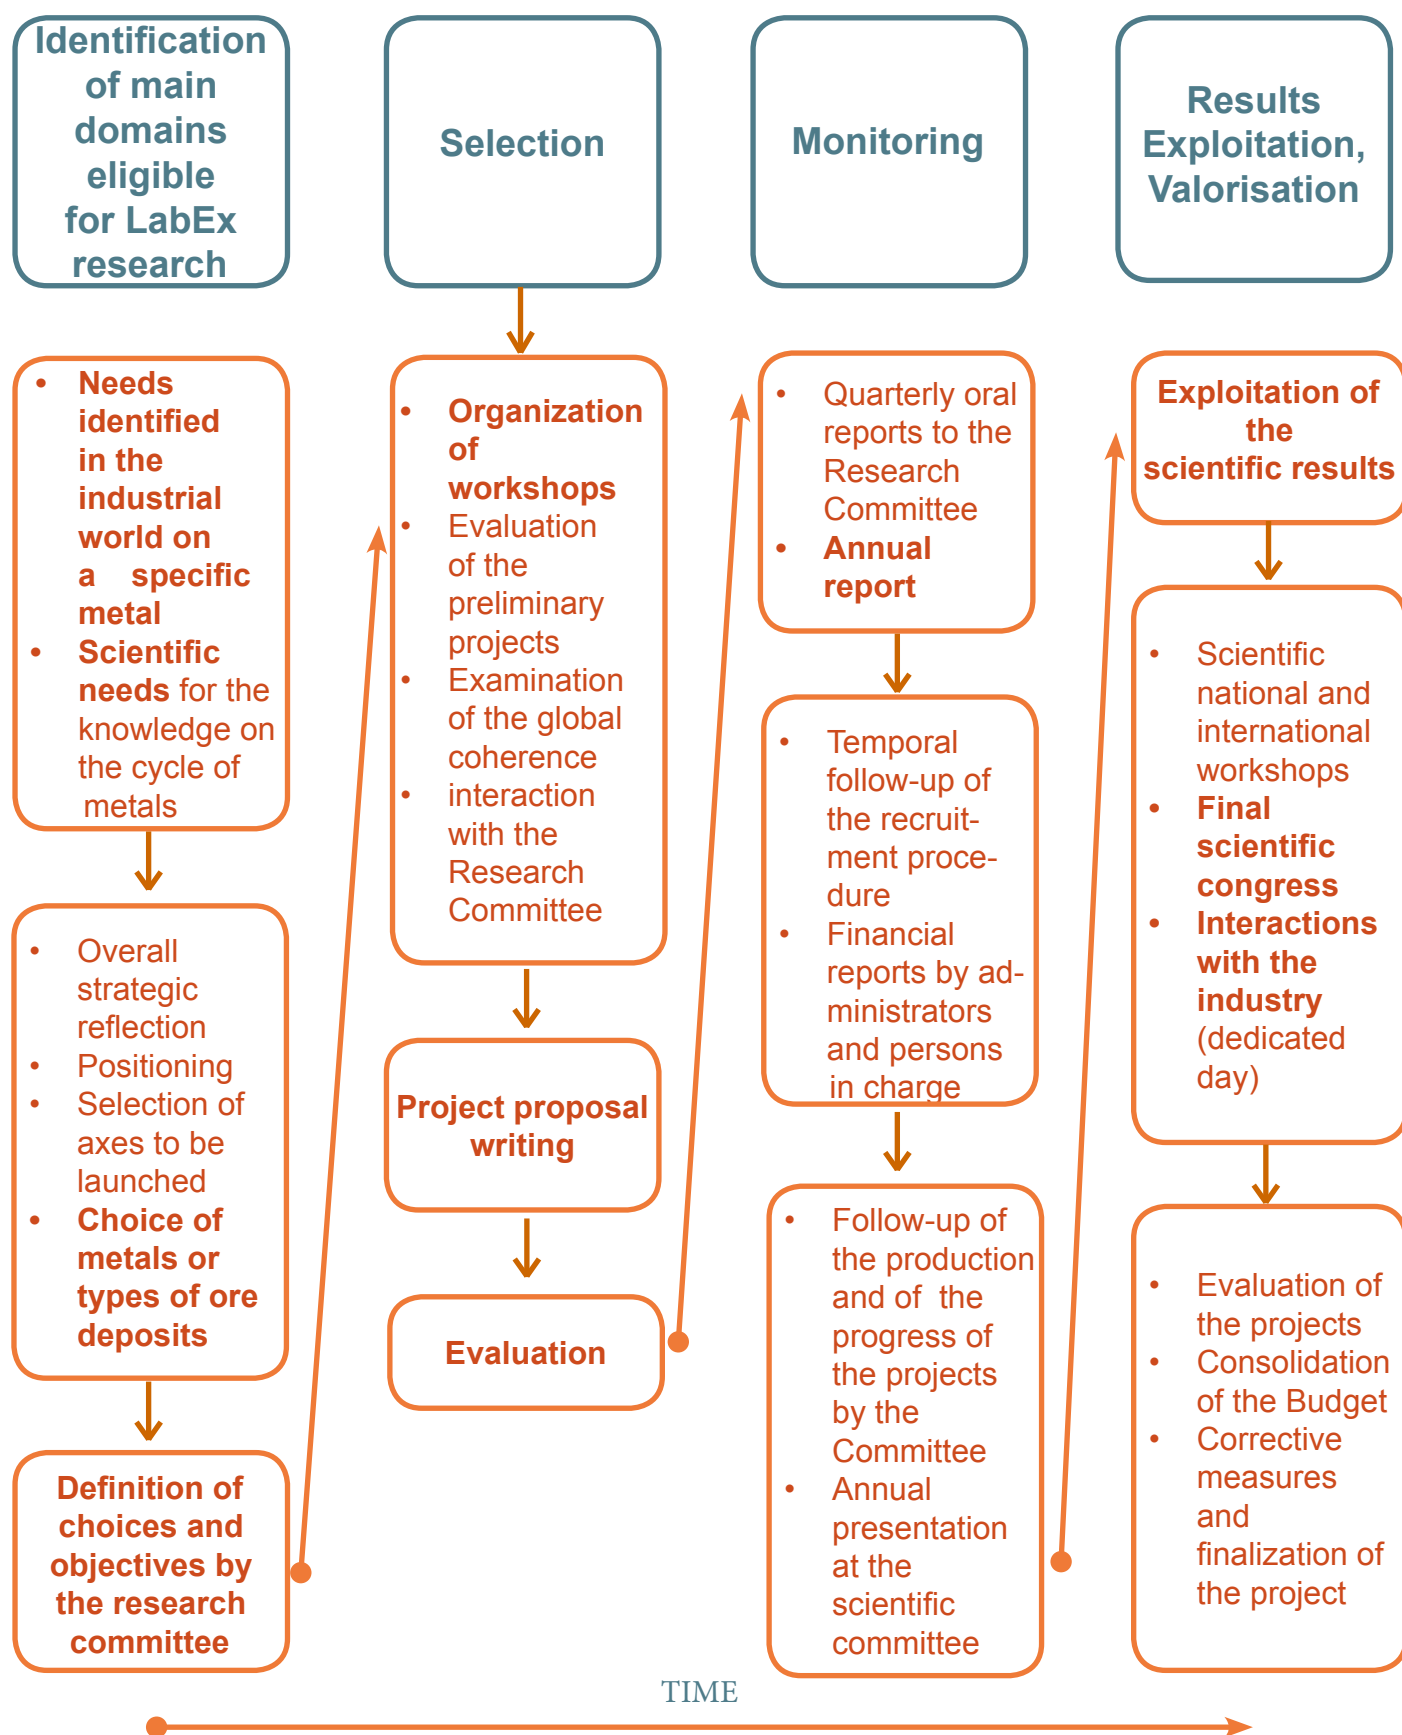 Identification
of main
domains
eligible
for LabEx
research
• Needs
identified
in the
industrial
world on
a specific
metal
• Scientific
needs for the
knowledge on
the cycle of
metals
• Overall
strategic
reflection
• Positioning
• Selection of
axes to be
launched
• Choice of
metals or
types of ore
deposits
Definition of
choices and
objectives by
the research
committee
Selection
• Organization
of
workshops
• Evaluation
of the
preliminary
projects
• Examination
of the global
coherence
• interaction
with the
Research
Committee
Project proposal
writing
Evaluation
Monitoring
• Quarterly oral
reports to the
Research
Committee
• Annual
report
• Temporal
follow-up of
the recruit-
ment proce-
dure
• Financial
reports by ad-
ministrators
and persons
in charge
• Follow-up of
the production
and of the
progress of
the projects
by the
Committee
• Annual
presentation
at the
scientific
committee
Results
Exploitation,
Valorisation
Exploitation of
the
scientific results
• Scientific
national and
international
workshops
• Final
scientific
congress
• Interactions
with the
industry
(dedicated
day)
• Evaluation of
the projects
• Consolidation
of the Budget
• Corrective
measures
and
finalization of
the project
TIME